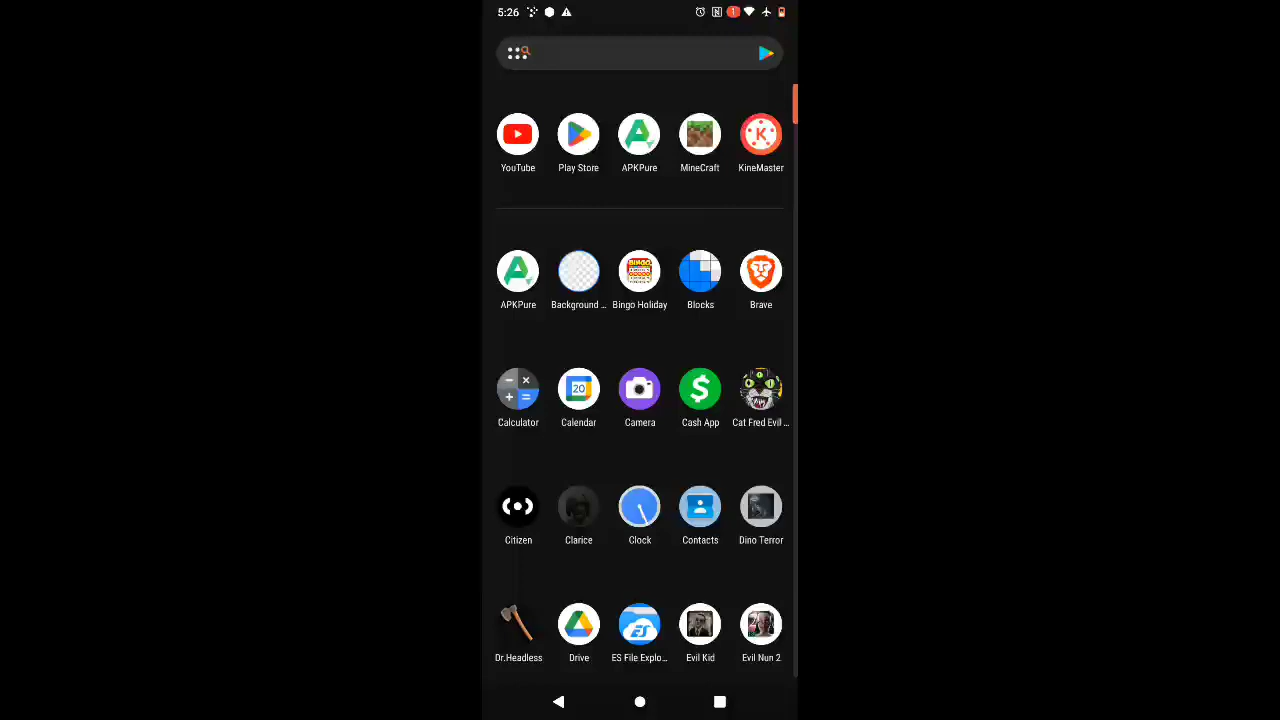 5:26 1
YouTube Play Store APKPure MineCraft KineMaster
APKPure Background ... Bingo Holiday Blocks Brave
Calculator Calendar Camera Cash App Cat Fred Evil ...
Citizen Clarice Clock Contacts Dino Terror
Dr.Headless Drive ES File Explo... Evil Kid Evil Nun 2